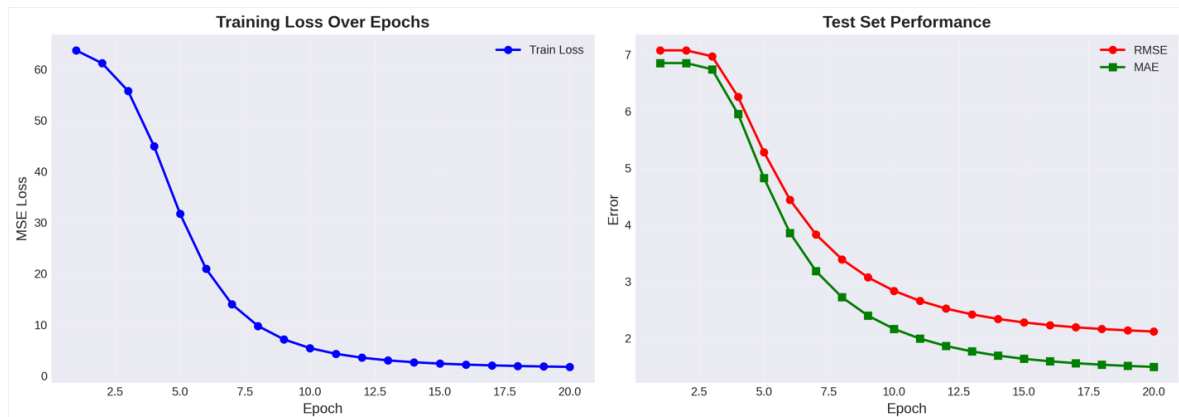 Training Loss Over Epochs
Train Loss
60
50
40
30
20
10
0
MSE Loss
2.5 5.0 7.5 10.0 12.5 15.0 17.5 20.0
Epoch
Test Set Performance
RMSE
MAE
7
6
5
4
3
2
Error
2.5 5.0 7.5 10.0 12.5 15.0 17.5 20.0
Epoch